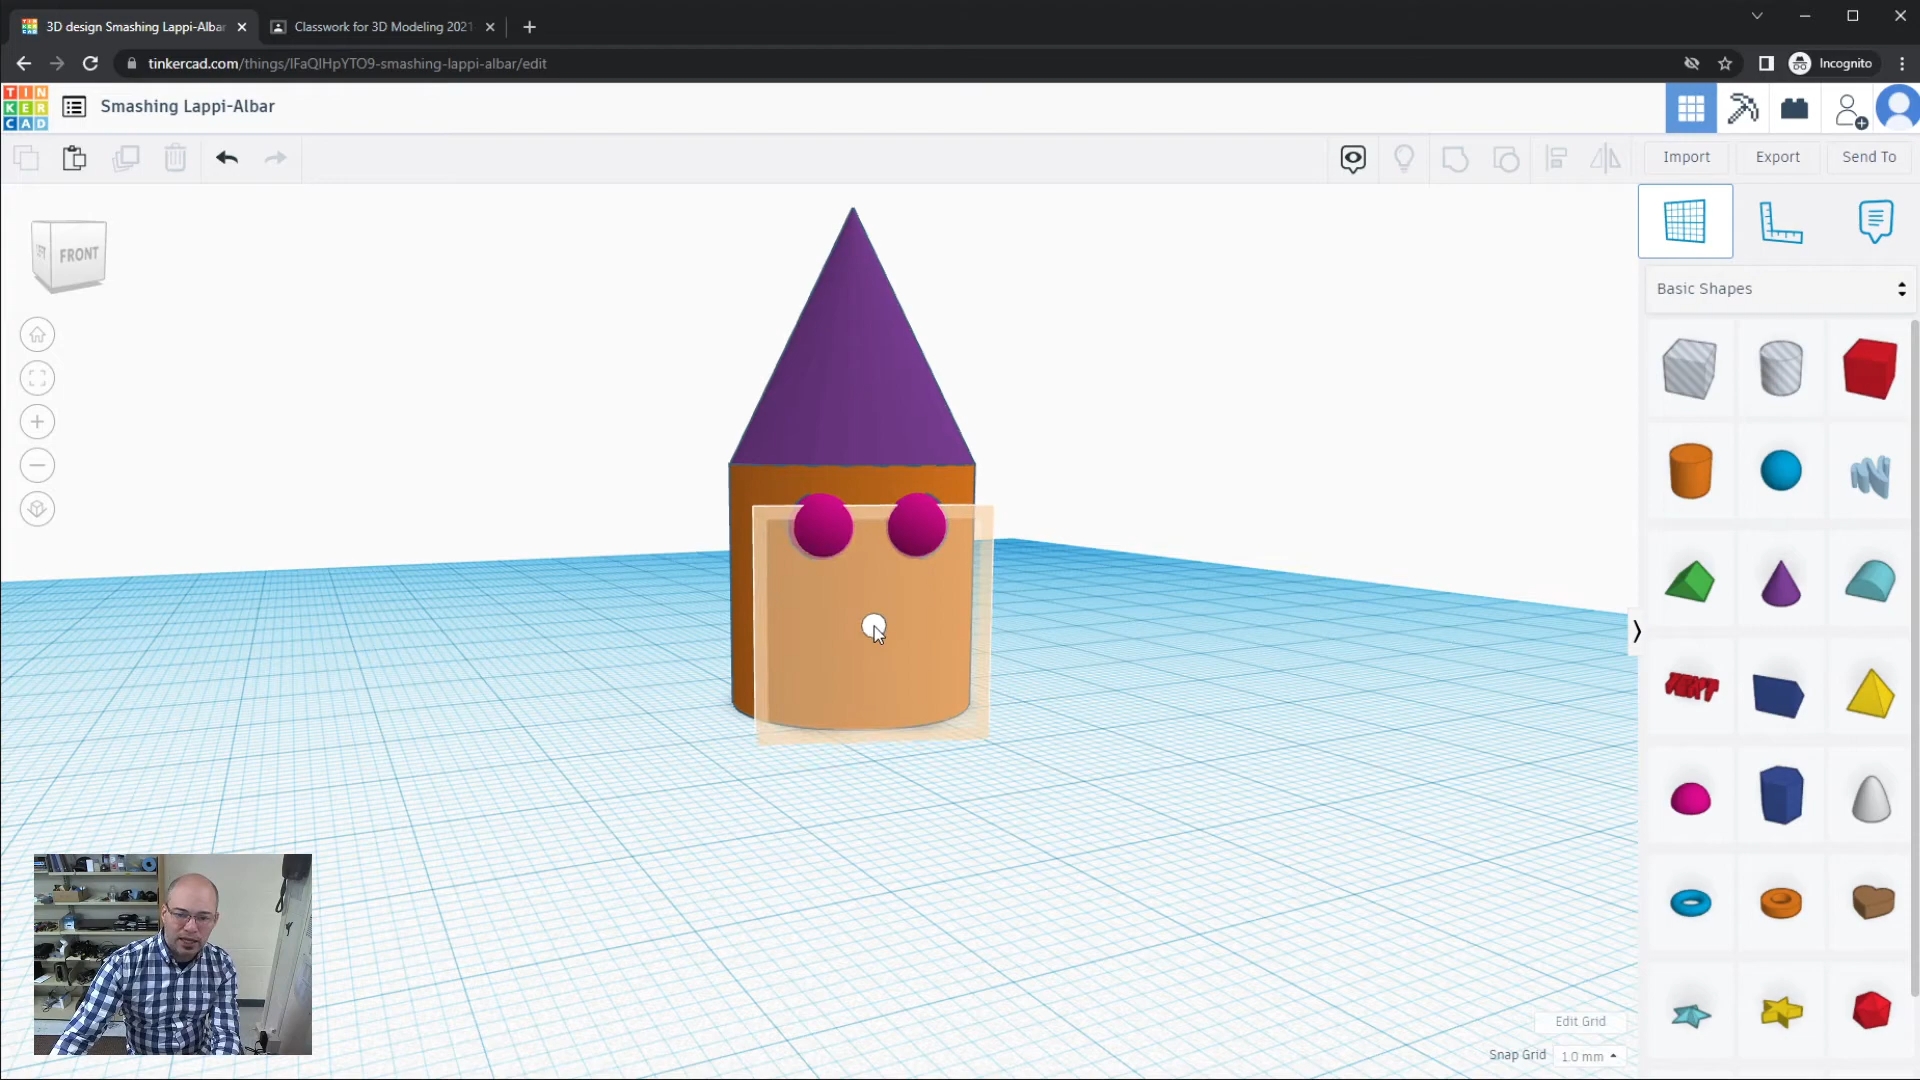 3D design Smashing Lappi-Albar
Classwork for 3D Modeling 2021
tinkercad.com/things/lFaQlHpYTO9-smashing-lappi-albar/edit
Incognito
TIN
KER
CAD
Smashing Lappi-Albar
Import
Export
Send To
FRONT
Basic Shapes
TEXT
Edit Grid
Snap Grid
1.0 mm